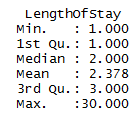 LengthOfStay
Min.   : 1.000
1st Qu.: 1.000
Median : 2.000
Mean   : 2.378
3rd Qu.: 3.000
Max.   :30.000